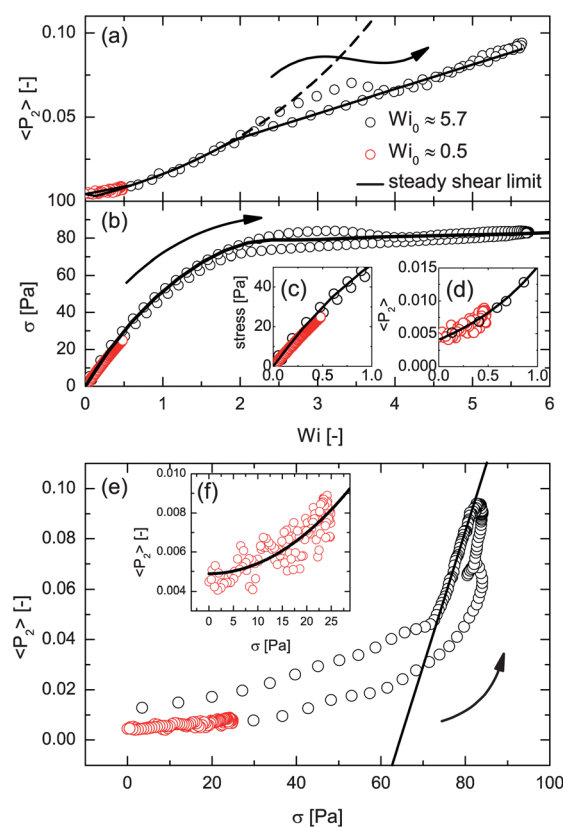 (a)
0.10
0.05
<P₂> [-]
Wi₀ ≈ 5.7
Wi₀ ≈ 0.5
steady shear limit
(b)
100
80
60
40
20
0
σ [Pa]
0 1 2 3 4 5 6
Wi [-]
(c)
40
20
0
stress [Pa]
0.0 0.5 1.0
(d)
0.015
0.010
0.005
0.000
<P₂>
0.0 0.5 1.0
(e)
0.10
0.08
0.06
0.04
0.02
0.00
<P₂> [-]
0 20 40 60 80 100
σ [Pa]
(f)
0.010
0.008
0.006
0.004
<P₂> [-]
0 5 10 15 20 25
σ [Pa]